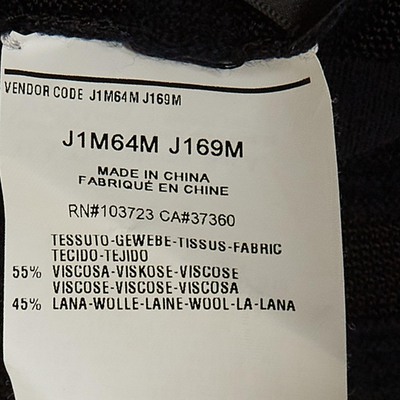 VENDOR CODE J1M64M J169M
J1M64M J169M
MADE IN CHINA
FABRIQUÉ EN CHINE
RN#103723 CA#37360
TESSUTO-GEWEBE-TISSUS-FABRIC
TECIDO-TEJIDO
55% VISCOSA-VISKOSE-VISCOSE
VISCOSE-VISCOSE-VISCOSA
45% LANA-WOLLE-LAINE-WOOL-LA-LANA